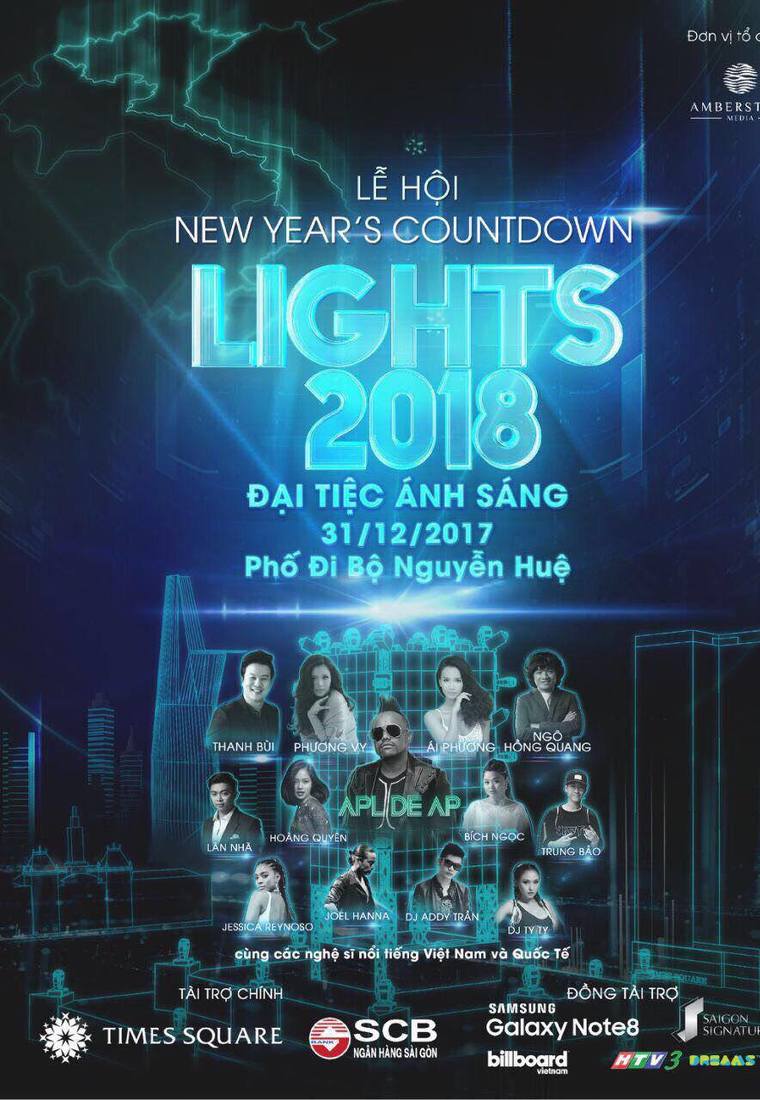 Đơn vị tổ
AMBERST
MEDIA
LỄ HỘI
NEW YEAR'S COUNTDOWN
LIGHTS
2018
ĐẠI TIỆC ÁNH SÁNG
31/12/2017
Phố Đi Bộ Nguyễn Huệ
THANH BÙI
PHƯƠNG VY
ÁI PHƯƠNG
NGÔ
HỒNG QUANG
APL DE AP
LÂN NHÃ
HOÀNG QUYÊN
BÍCH NGỌC
TRUNG BẢO
JESSICA REYNOSO
JOEL HANNA
DJ ADDY TRẦN
DJ TY TY
cùng các nghệ sĩ nổi tiếng Việt Nam và Quốc Tế
TÀI TRỢ CHÍNH
ĐỒNG TÀI TRỢ
TIMES SQUARE
BANK
SCB
NGÂN HÀNG SÀI GÒN
SAMSUNG
Galaxy Note8
SAIGON
SIGNATUR
billboard
vietnam
HTV3 DREAMS